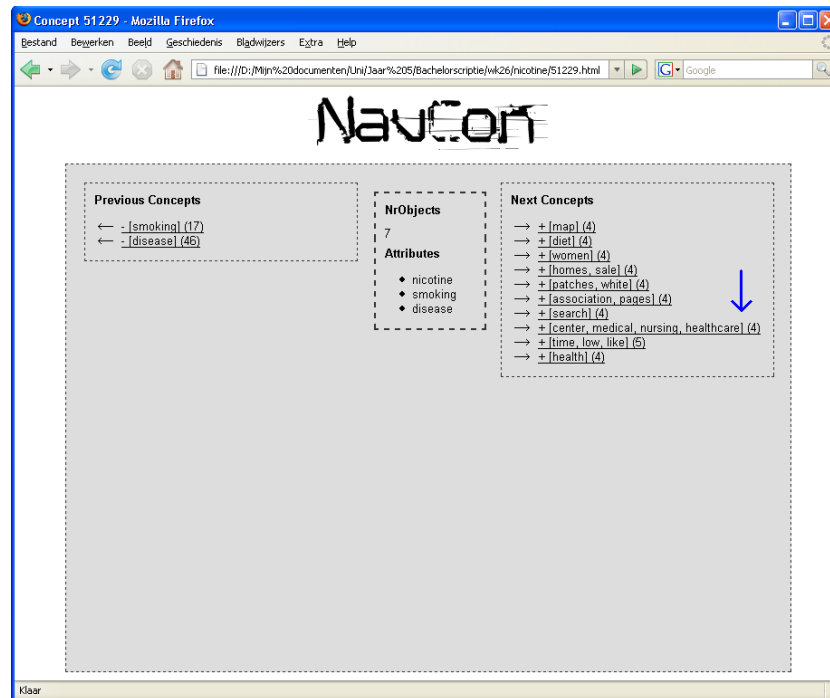 Concept 51229 - Mozilla Firefox
Bestand Bewerken Beeld Geschiedenis Bladwijzers Extra Help
file:///D:/Mijn%20documenten/Uni/Jaar%205/Bachelorscriptie/wk26/nicotine/51229.html
G Google
NavCon
Previous Concepts
← - [smoking] (17)
← - [disease] (46)
NrObjects
7
Attributes
• nicotine
• smoking
• disease
Next Concepts
→ + [map] (4)
→ + [diet] (4)
→ + [women] (4)
→ + [homes, sale] (4)
→ + [patches, white] (4)
→ + [association, pages] (4)
→ + [search] (4)
→ + [center, medical, nursing, healthcare] (4)
→ + [time, low, like] (5)
→ + [health] (4)
Klaar